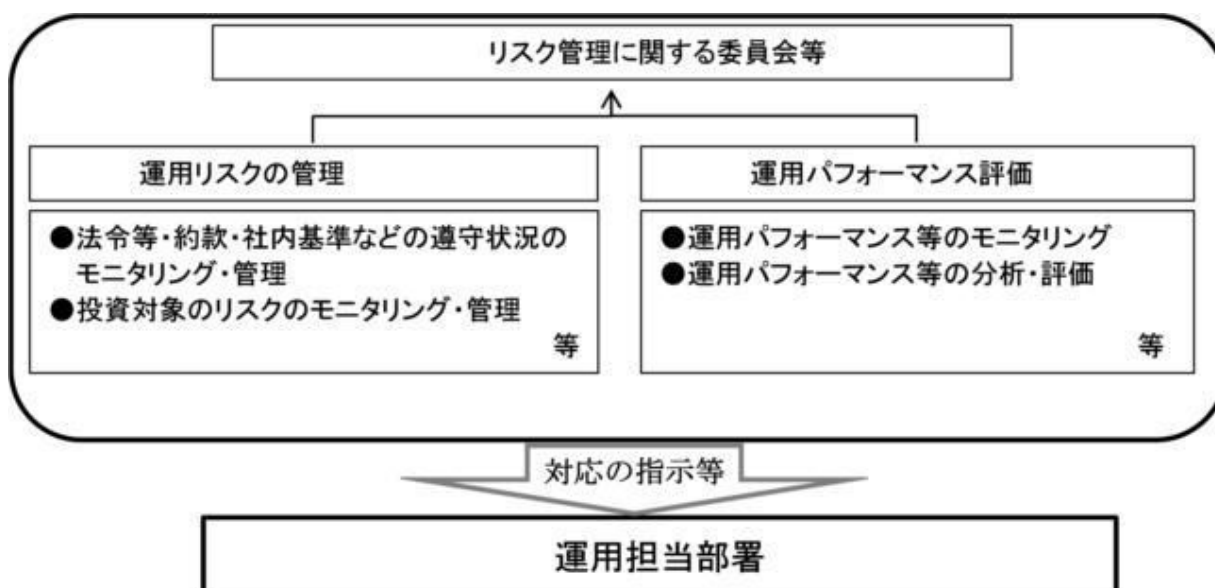 リスク管理に関する委員会等
運用リスクの管理
運用パフォーマンス評価
●法令等・約款・社内基準などの遵守状況の
モニタリング・管理
●投資対象のリスクのモニタリング・管理
等
●運用パフォーマンス等のモニタリング
●運用パフォーマンス等の分析・評価
等
対応の指示等
運用担当部署